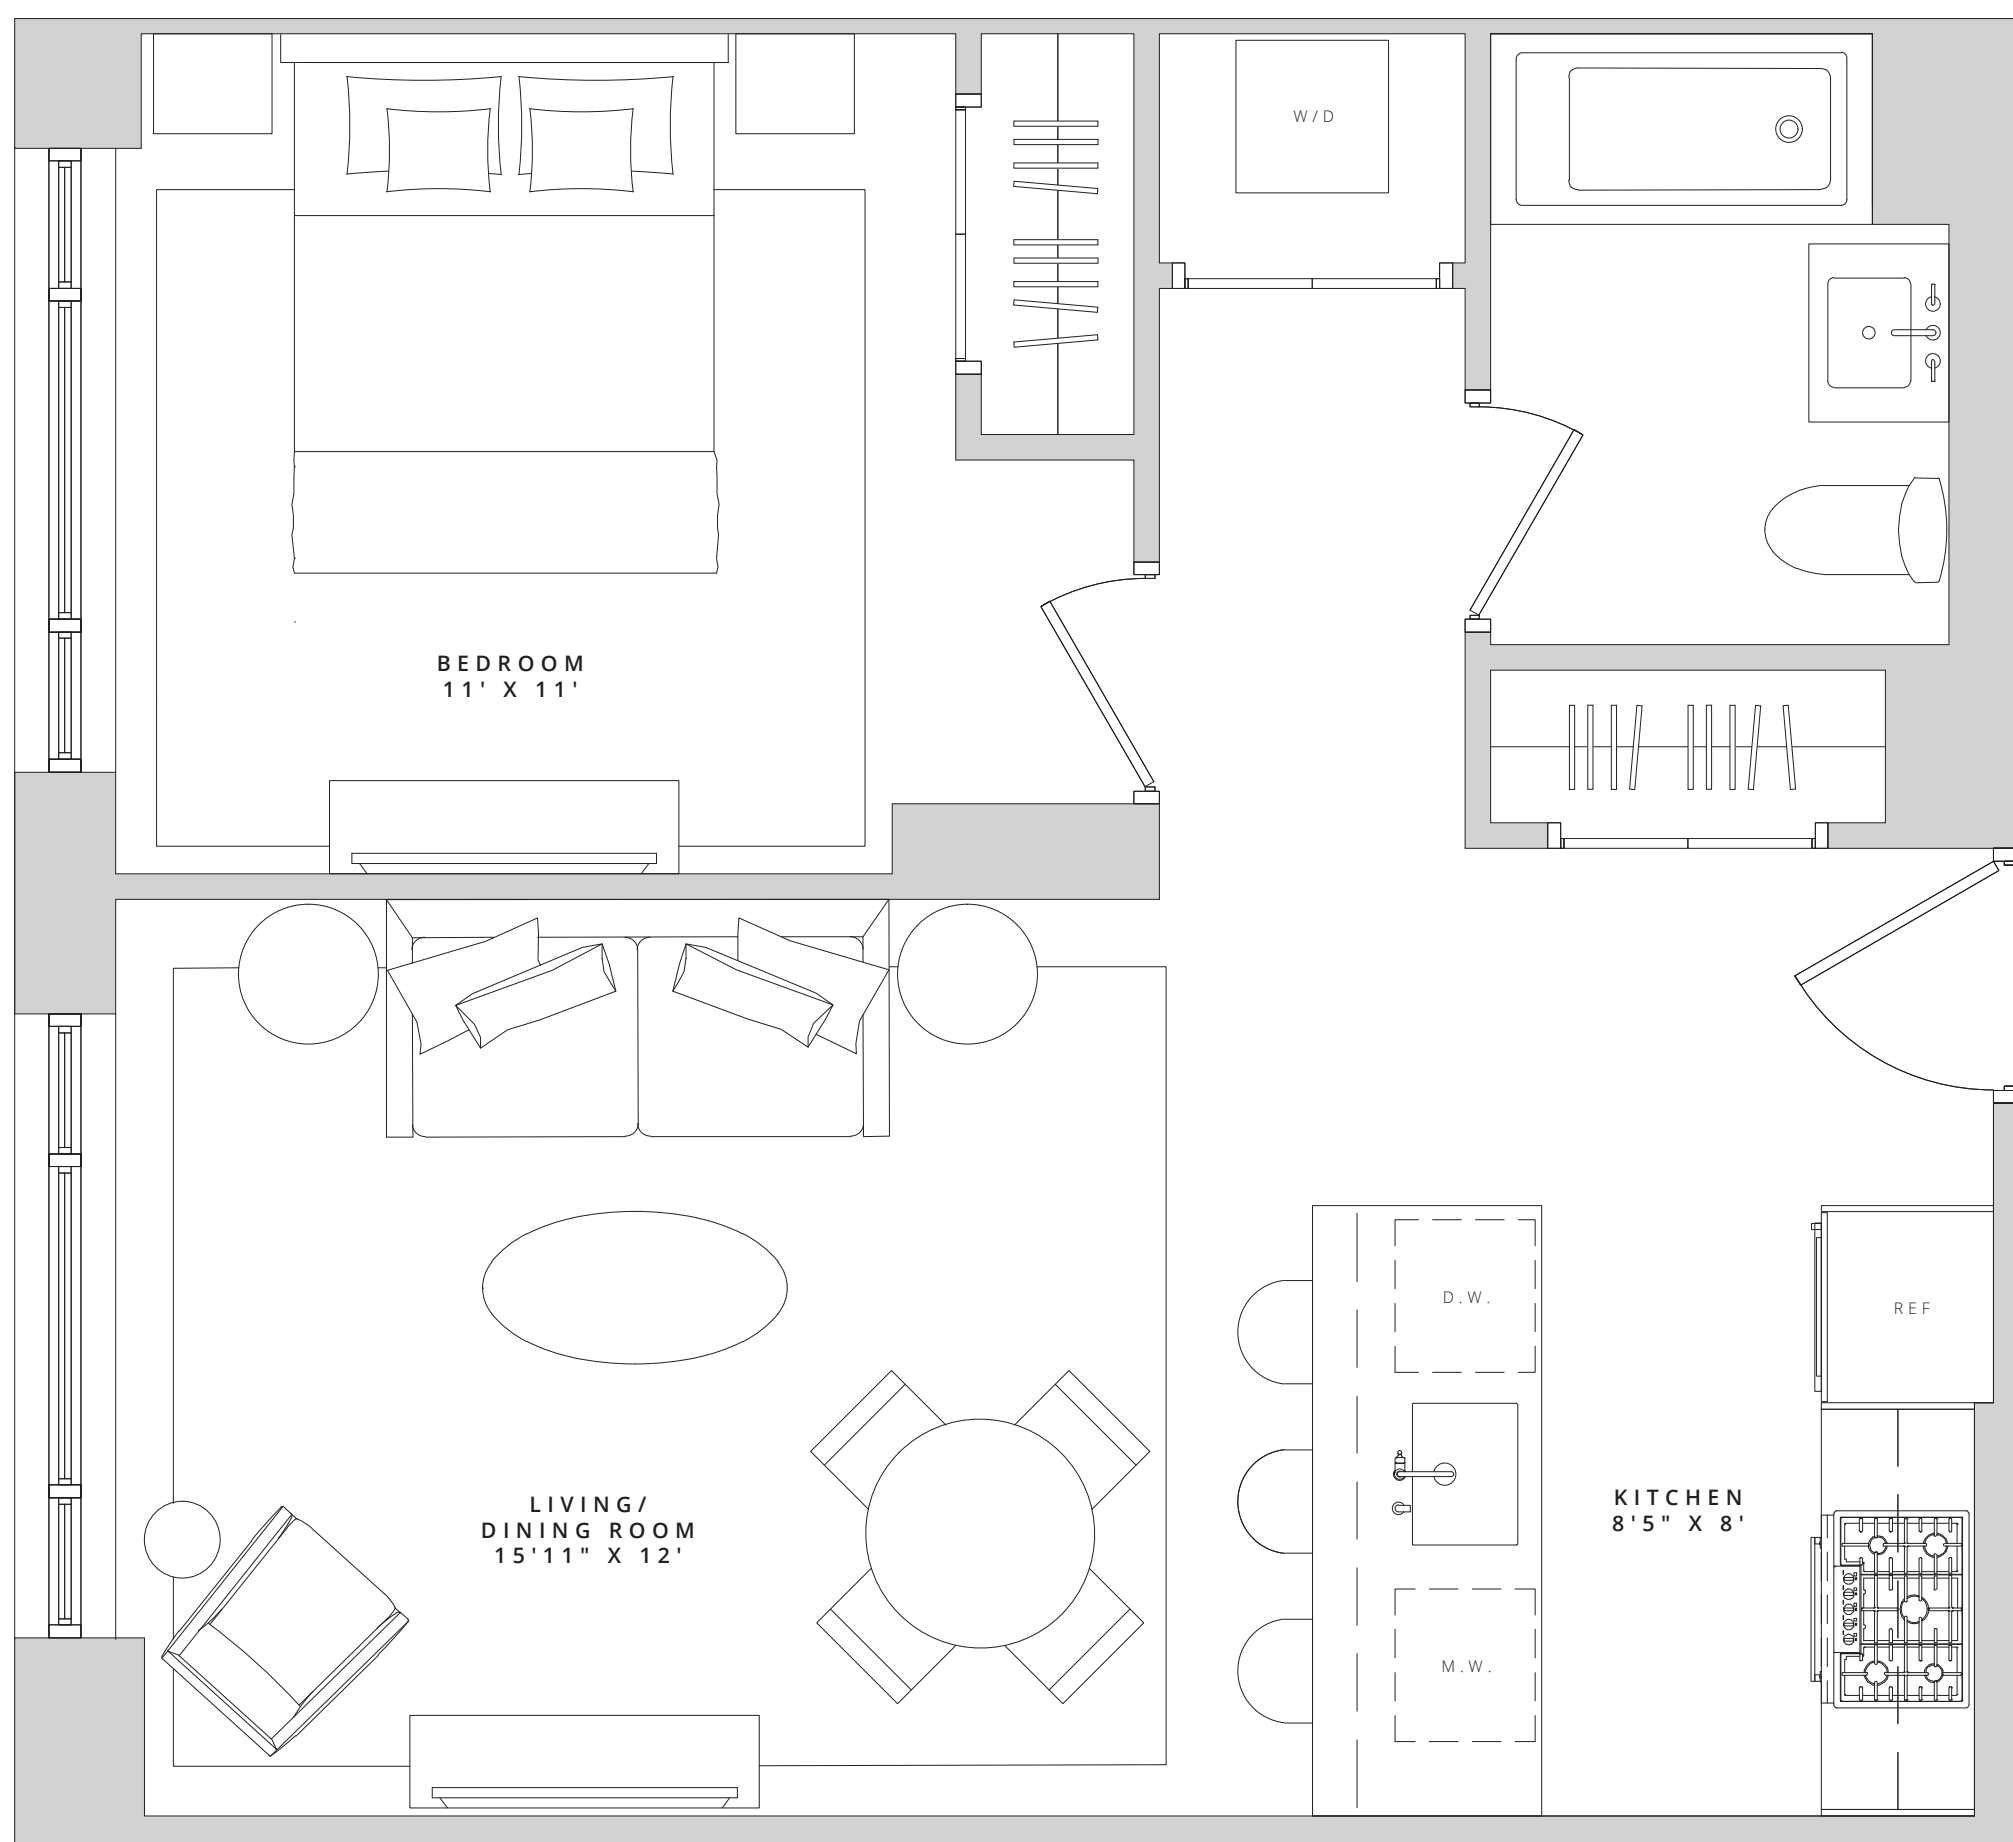 W/D
BEDROOM
11' X 11'
D.W.
REF
LIVING/
DINING ROOM
15'11" X 12'
KITCHEN
8'5" X 8'
M.W.